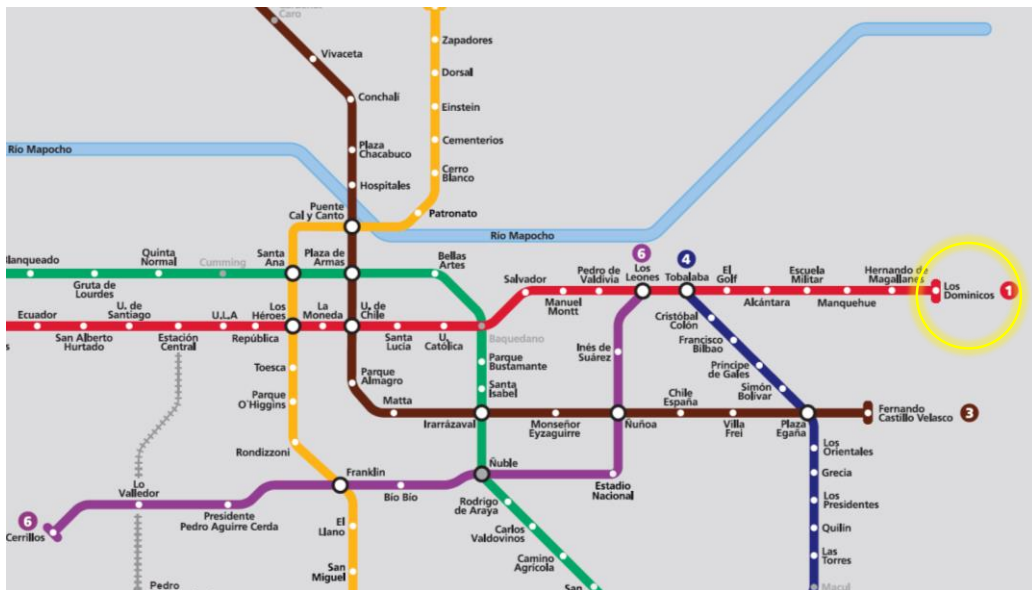 Caro
Vivaceta
Zapadores
Dorsal
Conchalí
Einstein
Cementerios
Plaza
Chacabuco
Río Mapocho
Cerro
Blanco
Hospitales
Puente
Cal y Canto
Patronato
Río Mapocho
6
4
Blanqueado
Quinta
Normal
Cumming
Santa
Ana
Plaza de
Armas
Bellas
Artes
Gruta de
Lourdes
Salvador
Pedro de
Valdivia
Los
Leones
Tobalaba
El
Golf
Escuela
Militar
Hernando de
Magallanes
Los
Dominicos
1
Manuel
Montt
Alcántara
Manquehue
Ecuador
U. de
Santiago
U.L.A
Los
Héroes
La
Moneda
U. de
Chile
San Alberto
Hurtado
Estación
Central
República
Santa
Lucía
U.
Católica
Baquedano
Cristóbal
Colón
Francisco
Bilbao
Príncipe
de Gales
Simón
Bolívar
Inés de
Suárez
Toesca
Parque
Almagro
Parque
Bustamante
Santa
Isabel
Parque
O'Higgins
Matta
Irarrázaval
Monseñor
Eyzaguirre
Ñuñoa
Chile
España
Villa
Frei
Plaza
Egaña
Fernando
Castillo Velasco
3
Rondizzoni
Los
Orientales
Franklin
Ñuble
Grecia
Lo
Valledor
Bío Bío
Estadio
Nacional
Rodrigo
de Araya
Los
Presidentes
6
Cerrillos
Presidente
Pedro Aguirre Cerda
El
Llano
Carlos
Valdovinos
Quilín
Camino
Agrícola
Las
Torres
San
Miguel
Pedro
San
Macul